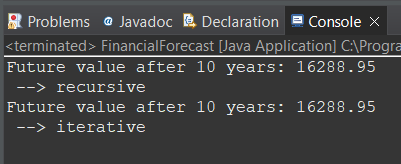 Problems @ Javadoc Declaration Console
<terminated> FinancialForecast [Java Application] C:\Progra
Future value after 10 years: 16288.95
 --> recursive
Future value after 10 years: 16288.95
 --> iterative